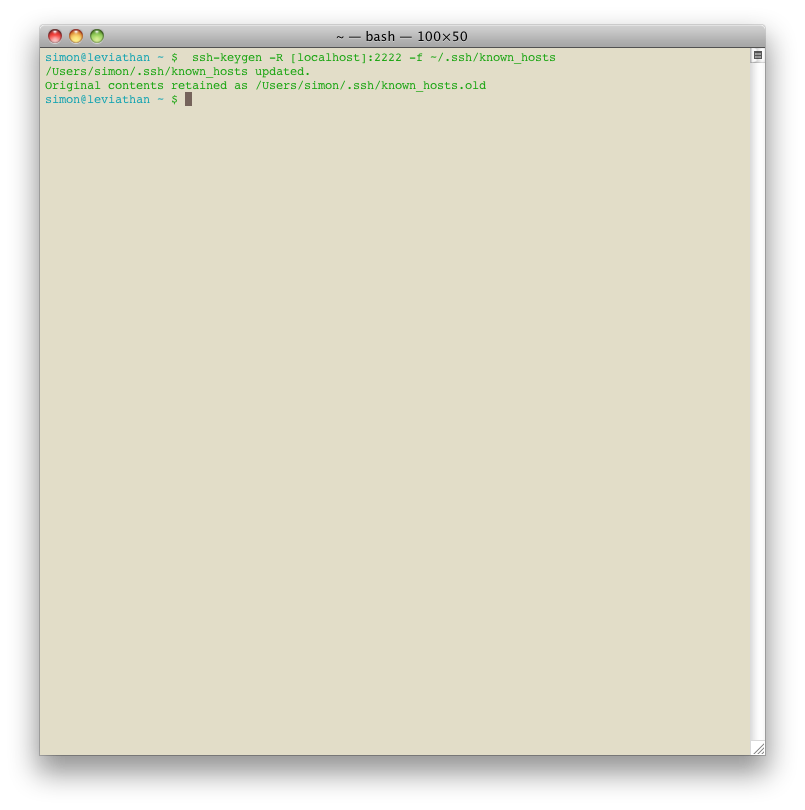 ~ — bash — 100×50
simon@leviathan ~ $  ssh-keygen -R [localhost]:2222 -f ~/.ssh/known_hosts
/Users/simon/.ssh/known_hosts updated.
Original contents retained as /Users/simon/.ssh/known_hosts.old
simon@leviathan ~ $